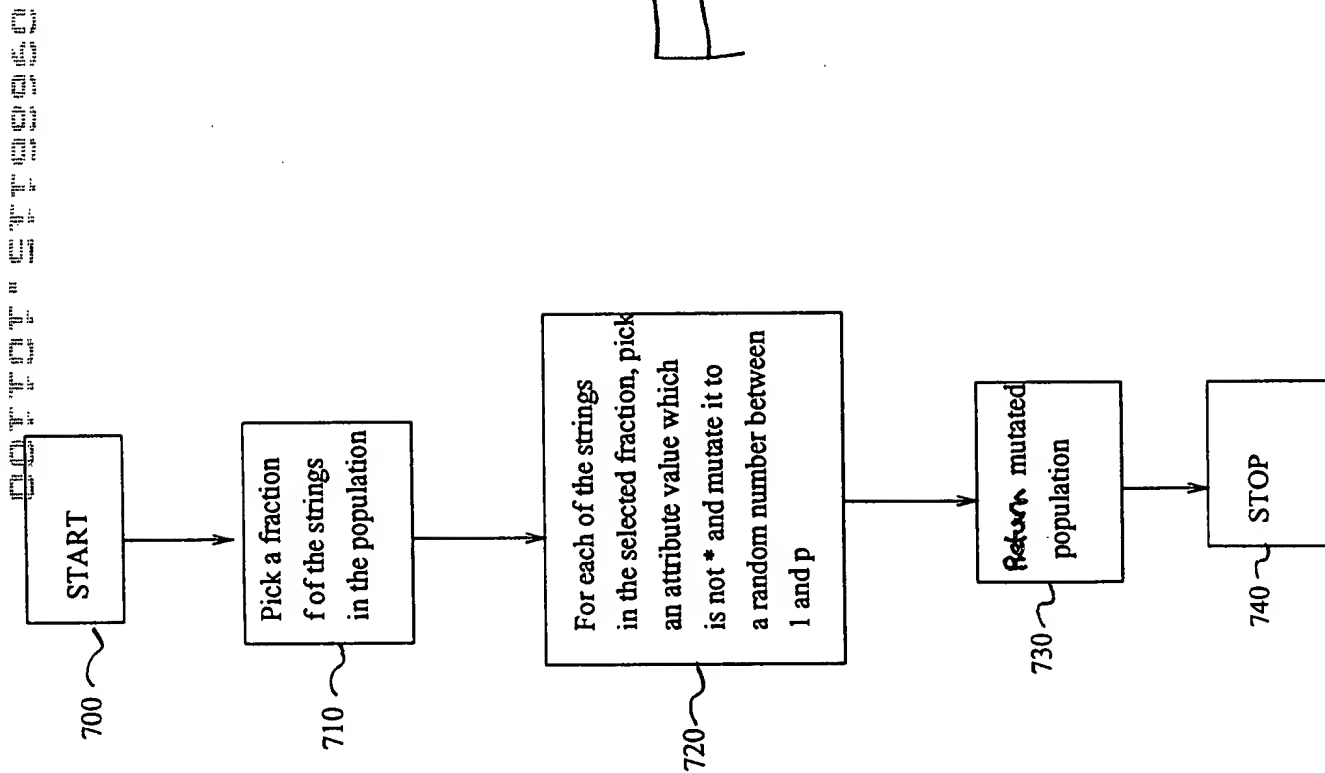 START
700
Pick a fraction
f of the strings
in the population
710
For each of the strings
in the selected fraction, pick
an attribute value which
is not * and mutate it to
a random number between
1 and p
720
Return mutated
population
730
STOP
740